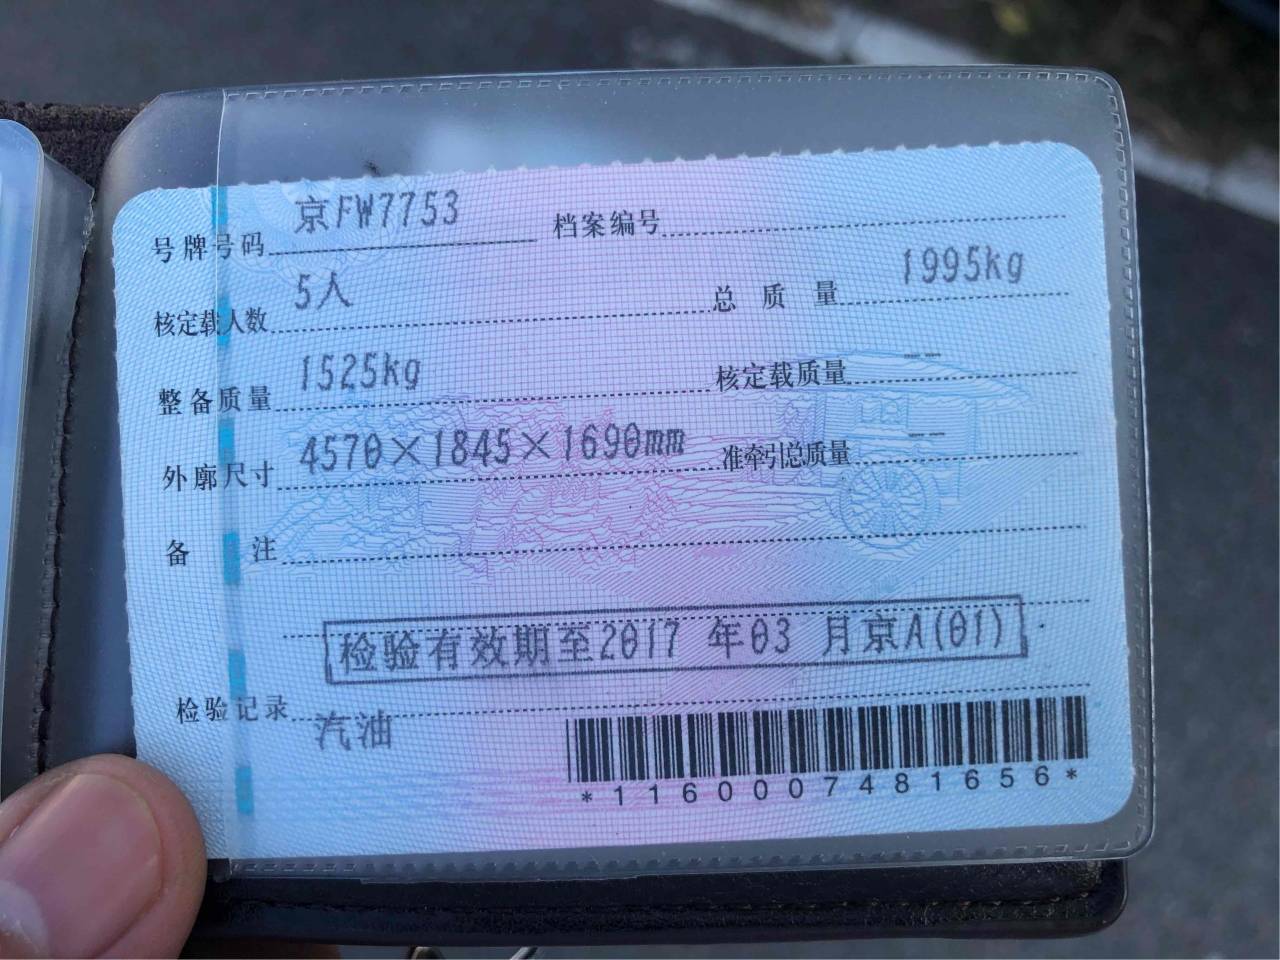 号牌号码 京FW7753 档案编号
核定载人数 5人 总质量 1995kg
整备质量 1525kg 核定载质量 --
外廓尺寸 4570×1845×1690mm 准牵引总质量 --
备注
检验有效期至2017 年03 月京A(01)
检验记录
汽油
*1160007481656*